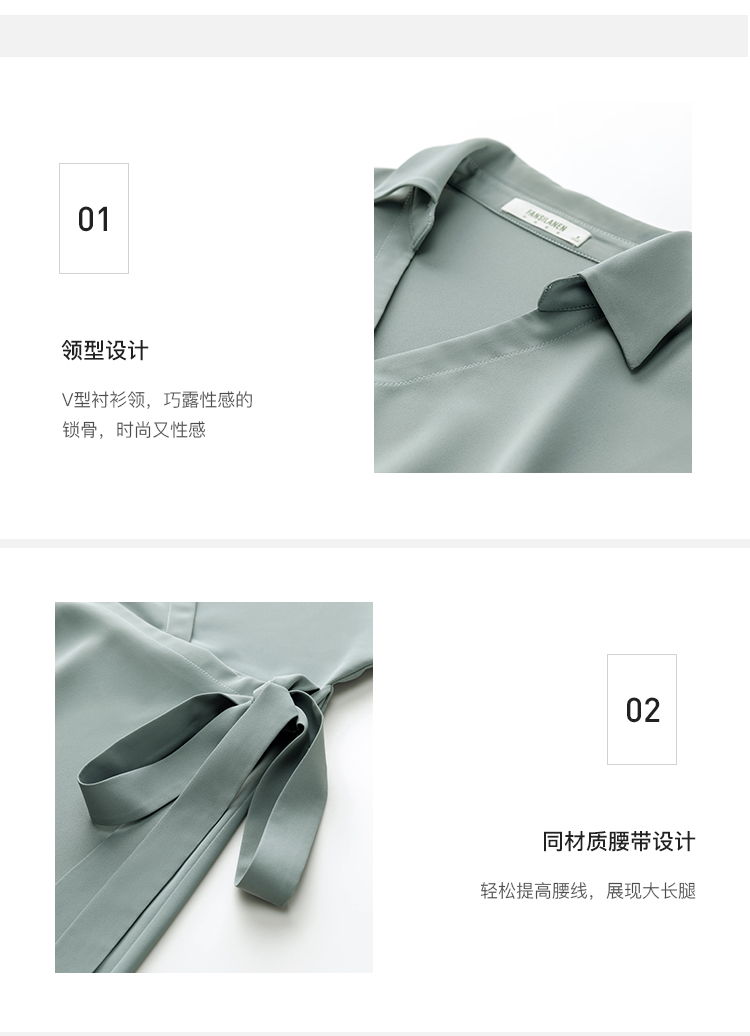 01
FANSILANEN
领型设计
V型衬衫领，巧露性感的
锁骨，时尚又性感
02
同材质腰带设计
轻松提高腰线，展现大长腿